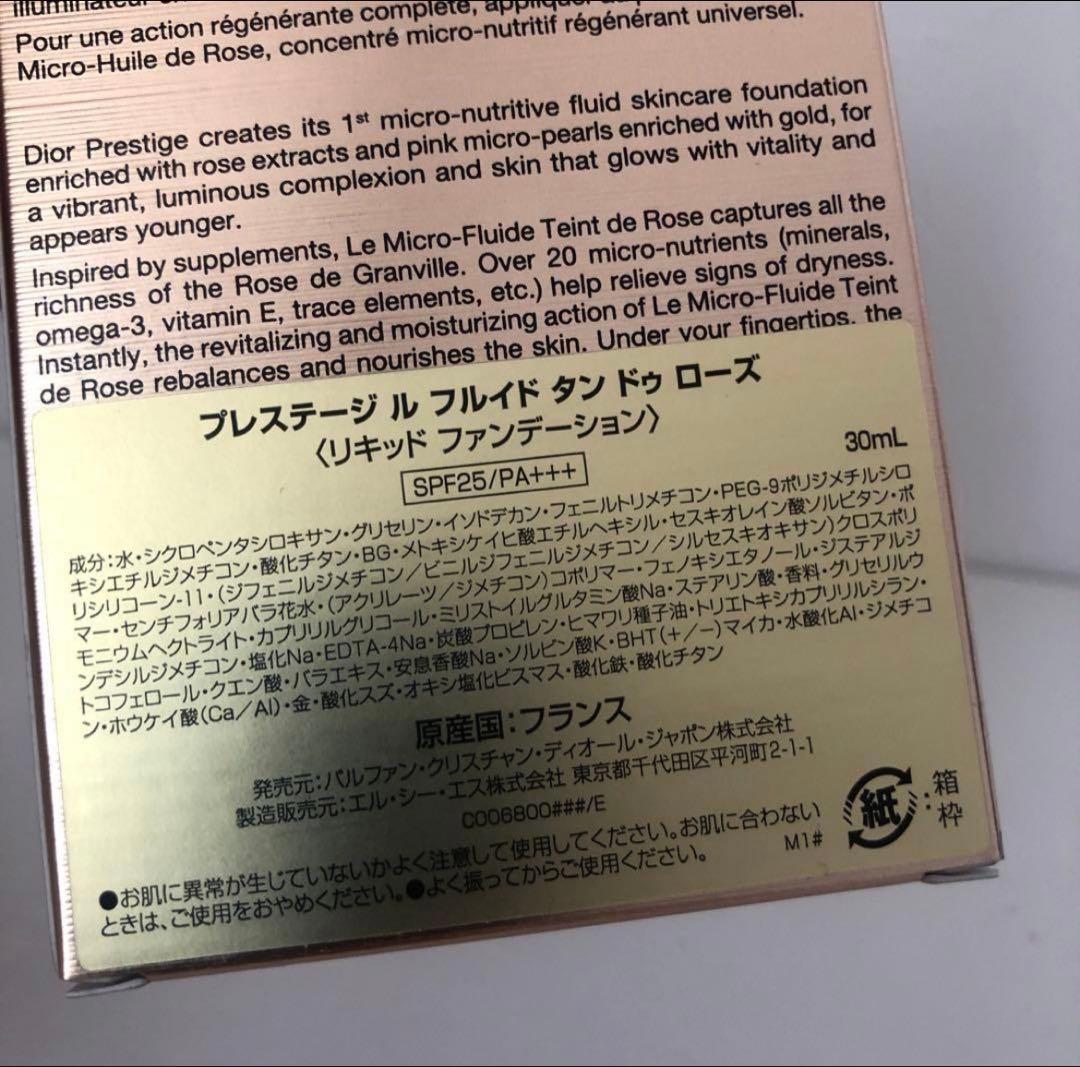 illuminateur
Pour une action régénérante complète,
Micro-Huile de Rose, concentré micro-nutritif régénérant universel.
Dior Prestige creates its 1st micro-nutritive fluid skincare foundation
enriched with rose extracts and pink micro-pearls enriched with gold, for
a vibrant, luminous complexion and skin that glows with vitality and
appears younger.
Inspired by supplements, Le Micro-Fluide Teint de Rose captures all the
richness of the Rose de Granville. Over 20 micro-nutrients (minerals,
omega-3, vitamin E, trace elements, etc.) help relieve signs of dryness.
Instantly, the revitalizing and moisturizing action of Le Micro-Fluide Teint
de Rose rebalances and nourishes the skin. Under your fingertips, the
プレステージ ル フルイド タン ドゥ ローズ
〈リキッド ファンデーション〉
SPF25/PA+++
30mL
成分:水・シクロペンタシロキサン・グリセリン・イソドデカン・フェニルトリメチコン・PEG-9ポリジメチルシロ
キシエチルジメチコン・酸化チタン・BG・メトキシケイヒ酸エチルヘキシル・セスキオレイン酸ソルビタン・ポ
リシリコーン-11・(ジフェニルジメチコン/ビニルジフェニルジメチコン/シルセスキオキサン)クロスポリ
マー・センチフォリアバラ花水・(アクリレーツ/ジメチコン)コポリマー・フェノキシエタノール・ジステアルジ
モニウムヘクトライト・カプリリルグリコール・ミリストイルグルタミン酸Na・ステアリン酸・香料・グリセリルウ
ンデシルジメチコン・塩化Na・EDTA-4Na・炭酸プロピレン・ヒマワリ種子油・トリエトキシカプリリルシラン・
トコフェロール・クエン酸・バラエキス・安息香酸Na・ソルビン酸K・BHT(+/−)マイカ・水酸化Al・ジメチコ
ン・ホウケイ酸(Ca/Al)・金・酸化スズ・オキシ塩化ビスマス・酸化鉄・酸化チタン
原産国:フランス
発売元:パルファン・クリスチャン・ディオール・ジャポン株式会社
製造販売元:エル・シー・エス株式会社 東京都千代田区平河町2-1-1
C006800###/E
●お肌に異常が生じていないかよく注意して使用してください。お肌に合わない
ときは、ご使用をおやめください。●よく振ってからご使用ください。
M1#
紙:箱
枠